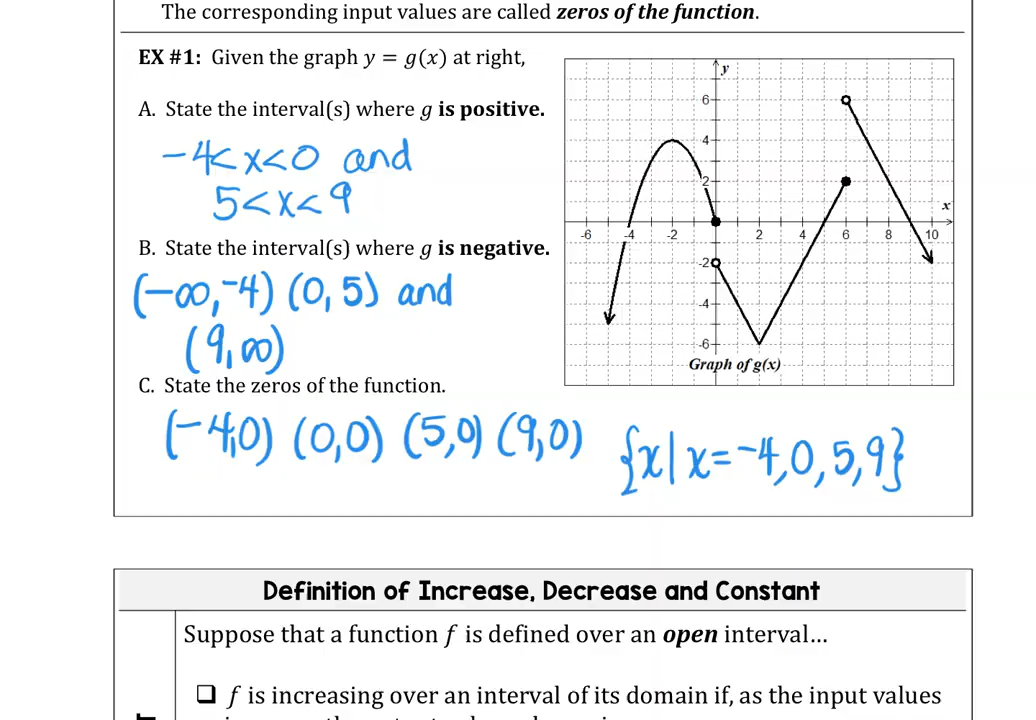 The corresponding input values are called zeros of the function.
EX #1: Given the graph y = g(x) at right,
A. State the interval(s) where g is positive.
-4< x<0 and
5<x<9
B. State the interval(s) where g is negative.
(-∞,-4) (0, 5) and
(9,∞)
C. State the zeros of the function.
(-4,0) (0,0) (5,0) (9,0)
{x| x= -4,0,5,9}
y
6
4
2
x
-6 -4 -2 2 4 6 8 10
-2
-4
-6
Graph of g(x)
Definition of Increase, Decrease and Constant
Suppose that a function f is defined over an open interval…
❑ f is increasing over an interval of its domain if, as the input values